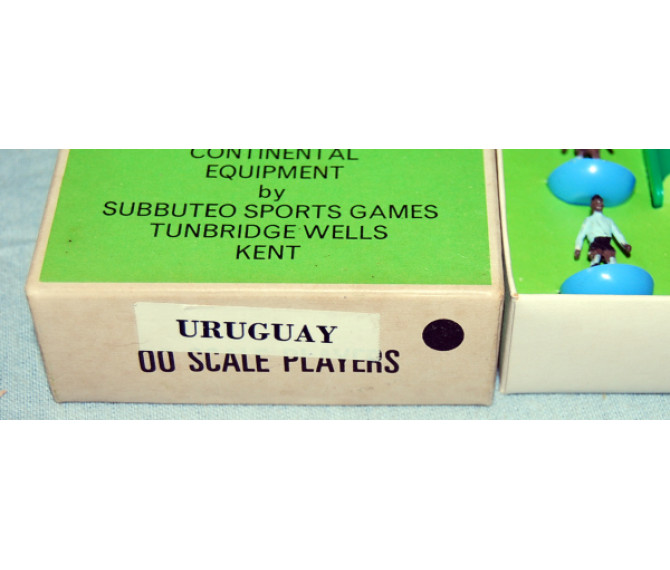 CONTINENTAL
EQUIPMENT
by
SUBBUTEO SPORTS GAMES
TUNBRIDGE WELLS
KENT
URUGUAY
OO SCALE PLAYERS